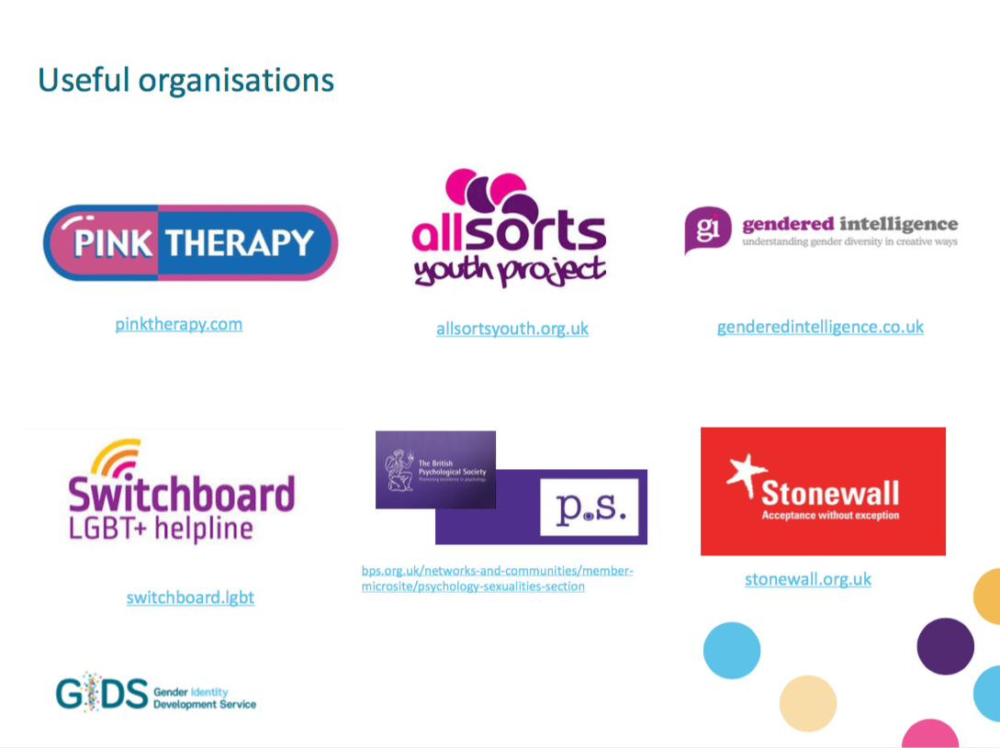 Useful organisations
PINK THERAPY
allsorts
youth project
gi gendered intelligence
understanding gender diversity in creative ways
pinktherapy.com
allsortsyouth.org.uk
genderedintelligence.co.uk
Switchboard
LGBT+ helpline
The British
Psychological Society
Promoting excellence in psychology
p.s.
Stonewall
Acceptance without exception
bps.org.uk/networks-and-communities/member-
microsite/psychology-sexualities-section
stonewall.org.uk
switchboard.lgbt
GIDS Gender Identity
Development Service